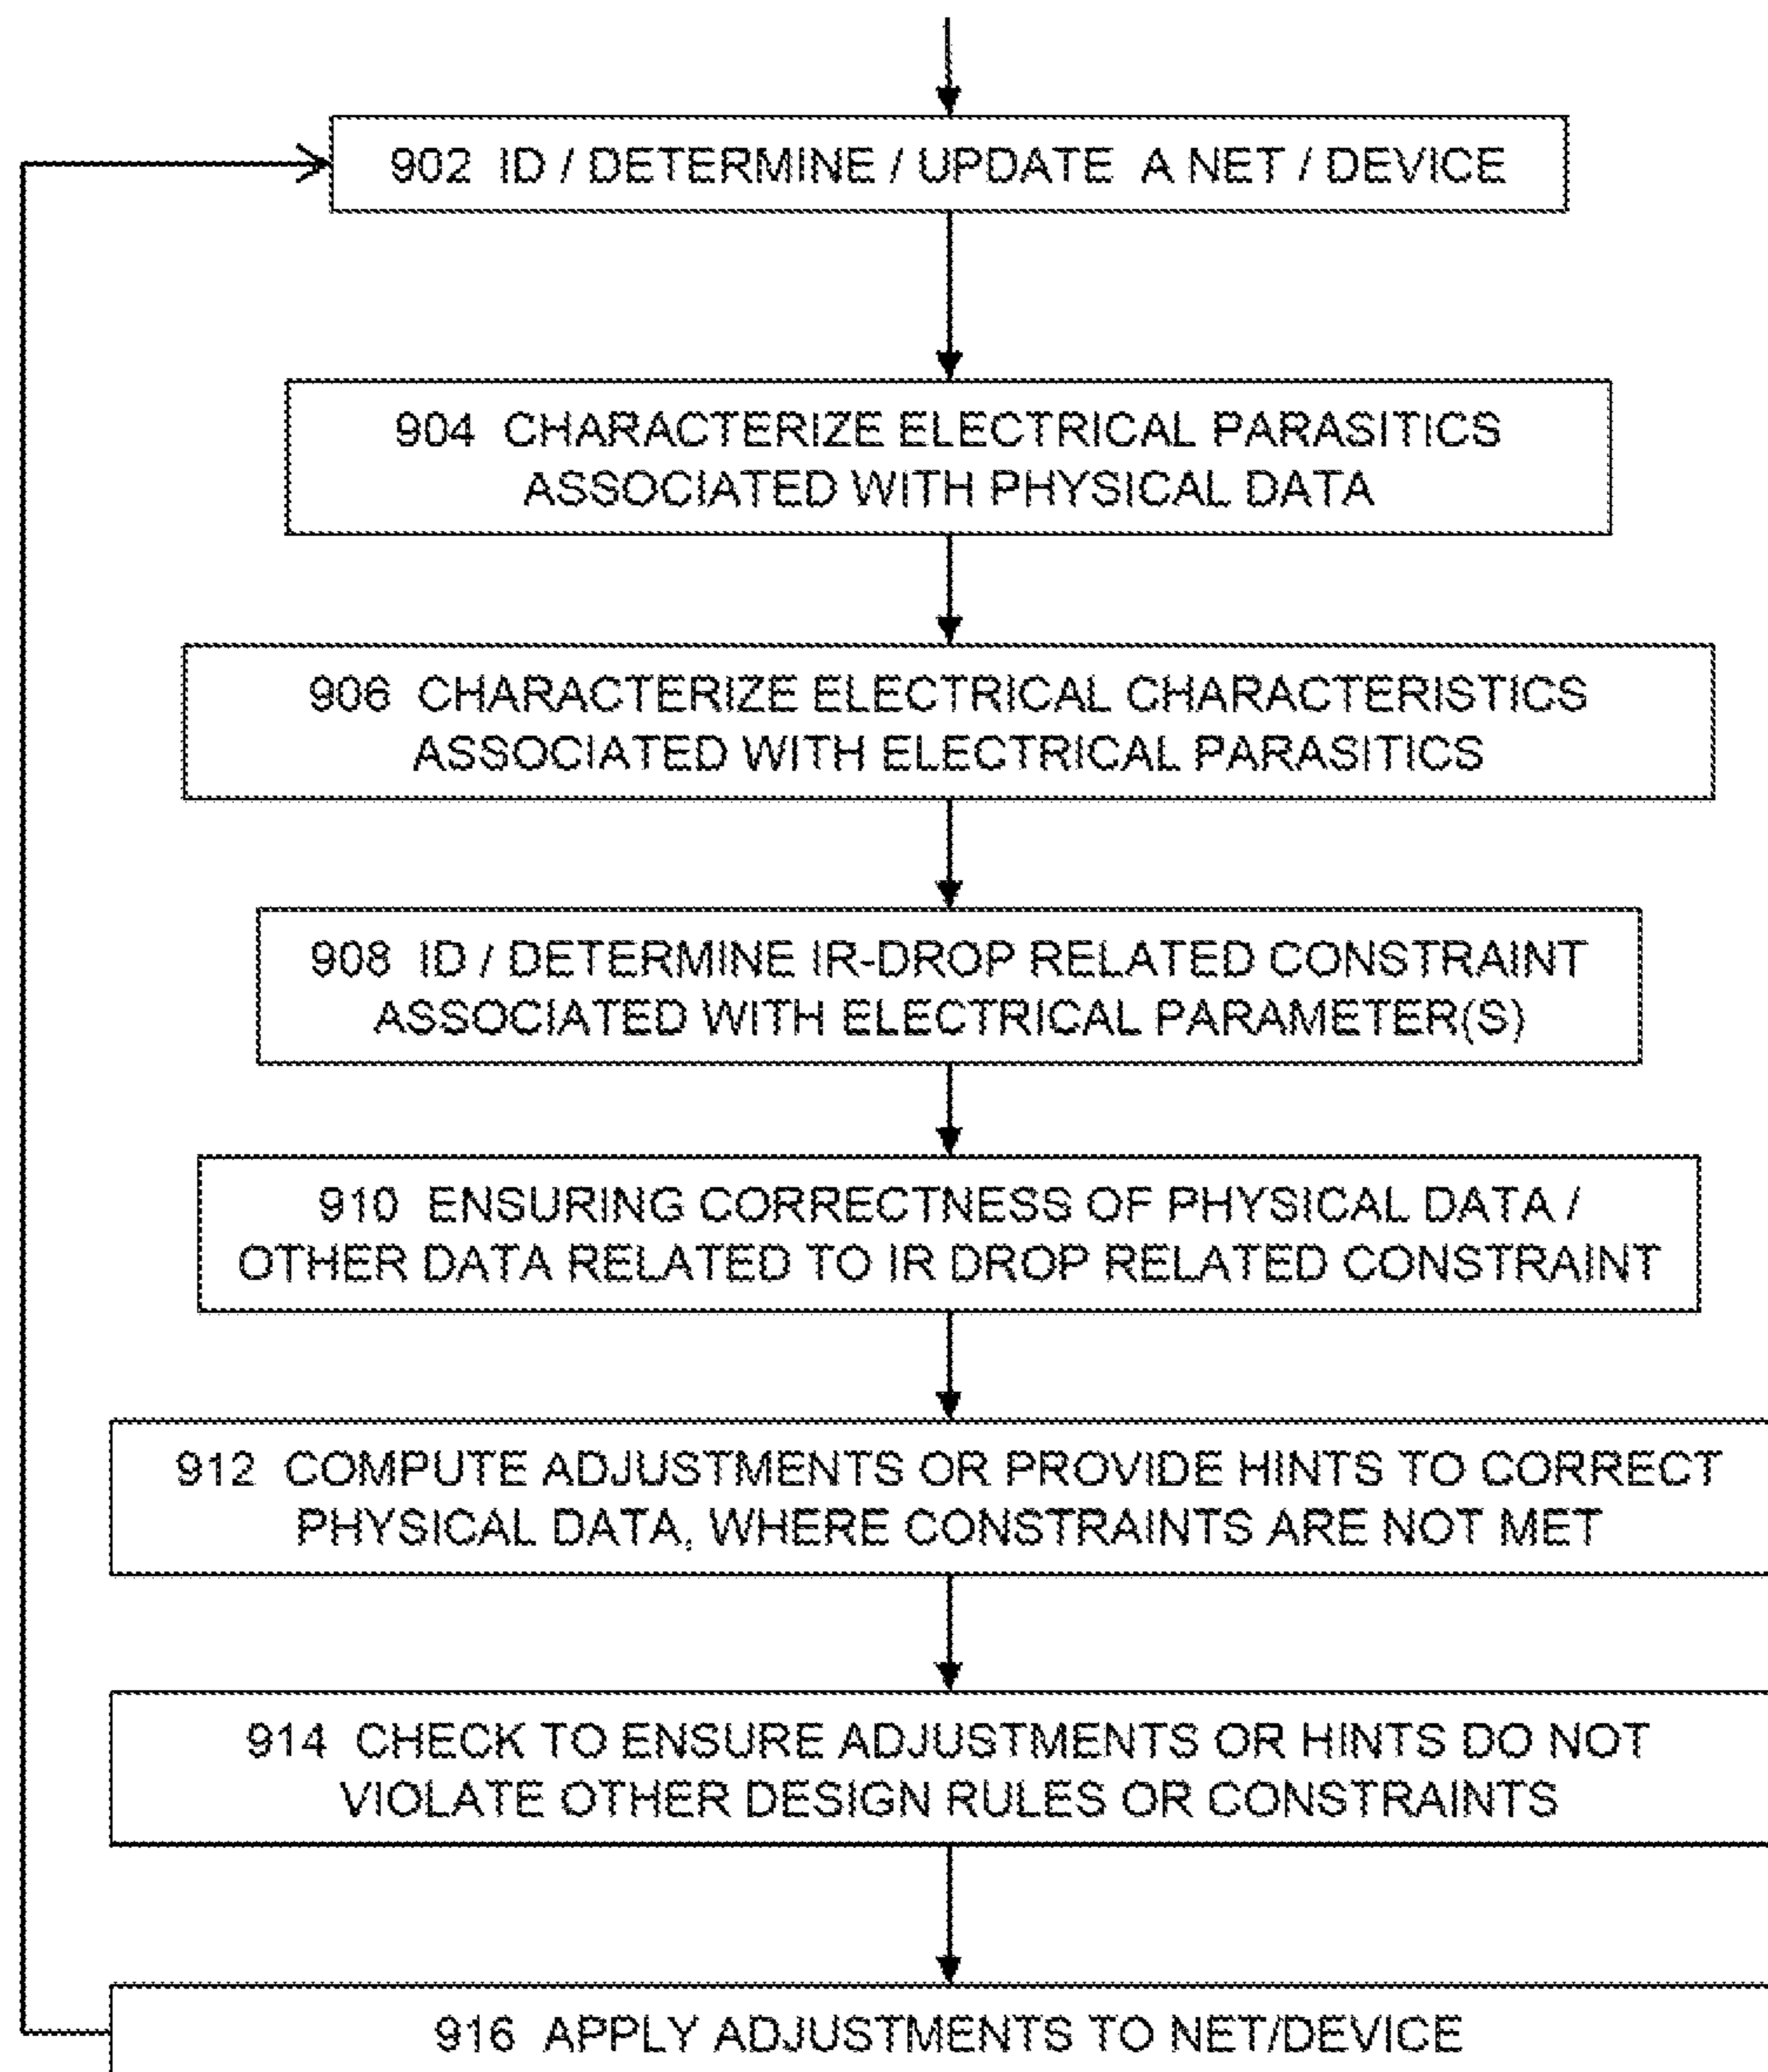 902 ID / DETERMINE / UPDATE A NET / DEVICE
904 CHARACTERIZE ELECTRICAL PARASITICS
ASSOCIATED WITH PHYSICAL DATA
906 CHARACTERIZE ELECTRICAL CHARACTERISTICS
ASSOCIATED WITH ELECTRICAL PARASITICS
908 ID / DETERMINE IR-DROP RELATED CONSTRAINT
ASSOCIATED WITH ELECTRICAL PARAMETER(S)
910 ENSURING CORRECTNESS OF PHYSICAL DATA /
OTHER DATA RELATED TO IR DROP RELATED CONSTRAINT
912 COMPUTE ADJUSTMENTS OR PROVIDE HINTS TO CORRECT
PHYSICAL DATA, WHERE CONSTRAINTS ARE NOT MET
914 CHECK TO ENSURE ADJUSTMENTS OR HINTS DO NOT
VIOLATE OTHER DESIGN RULES OR CONSTRAINTS
916 APPLY ADJUSTMENTS TO NET/DEVICE